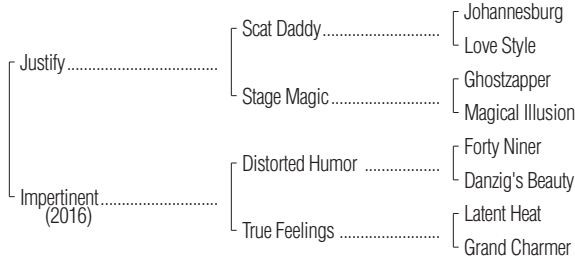 Johannesburg
Scat Daddy
Love Style
Justify
Ghostzapper
Stage Magic
Magical Illusion
Forty Niner
Distorted Humor
Danzig's Beauty
Impertinent
(2016)
Latent Heat
True Feelings
Grand Charmer